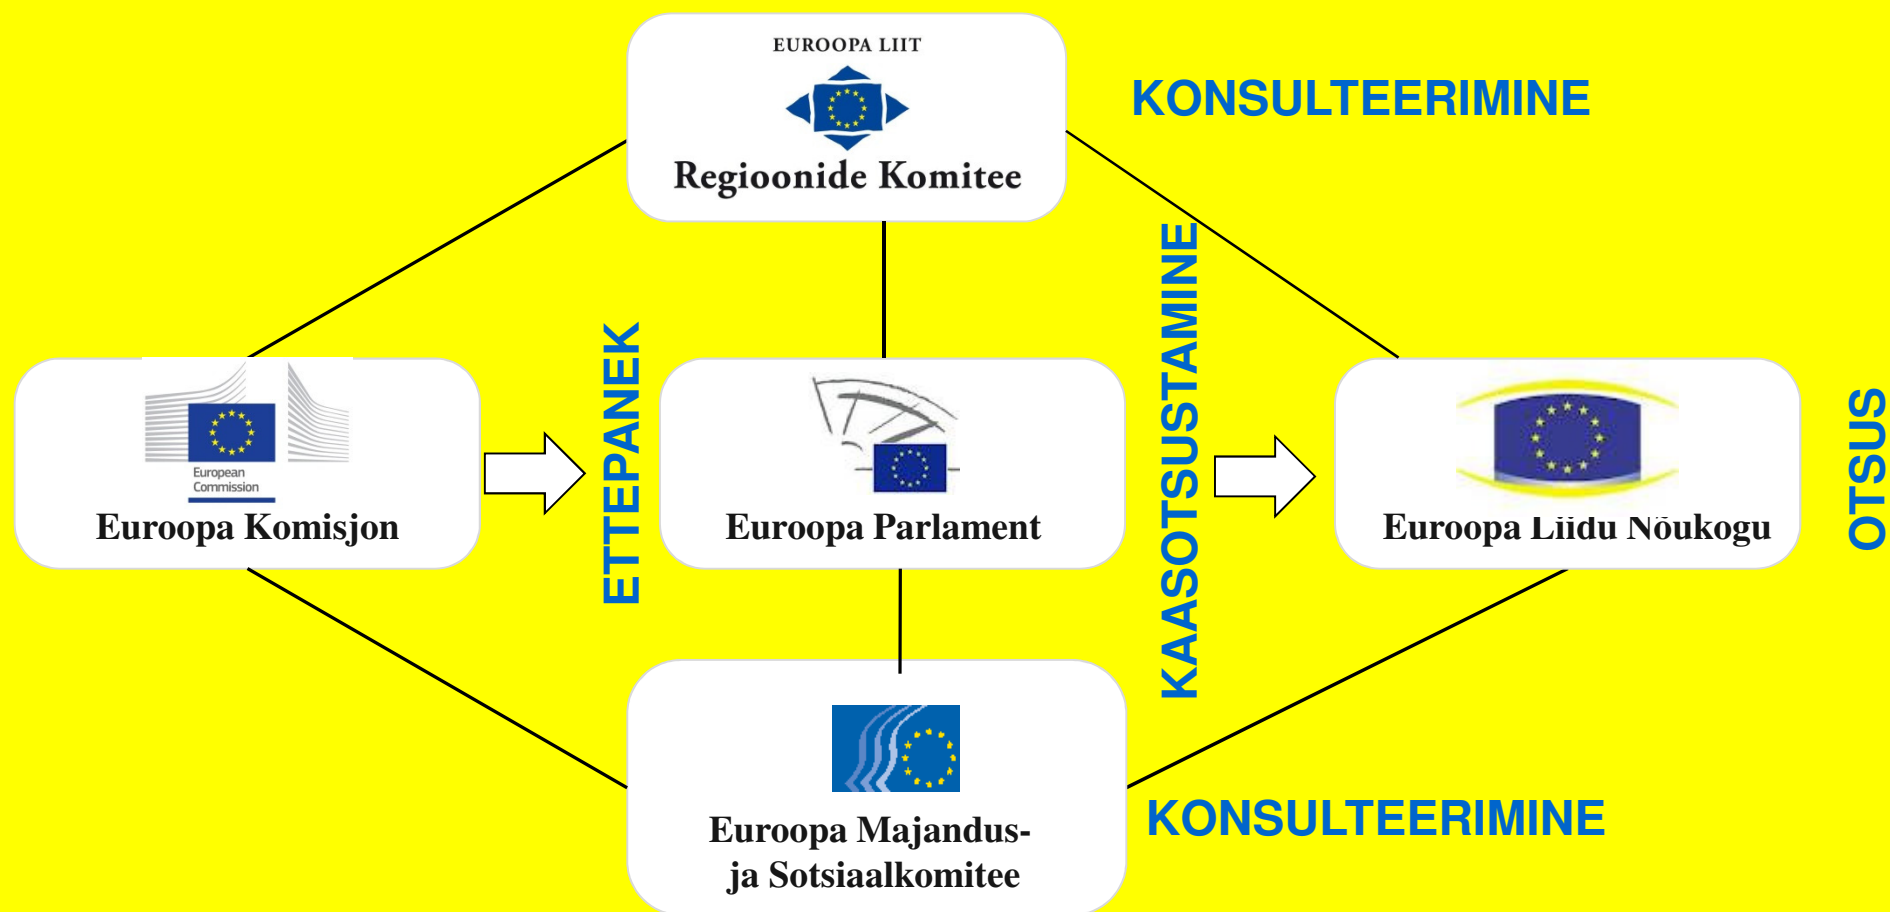 EUROOPA LIIT
Regioonide Komitee
KONSULTEERIMINE
European
Commission
Euroopa Komisjon
ETTEPANEK
Euroopa Parlament
KAASOTSUSTAMINE
Euroopa Liidu Nõukogu
OTSUS
Euroopa Majandus-
ja Sotsiaalkomitee
KONSULTEERIMINE